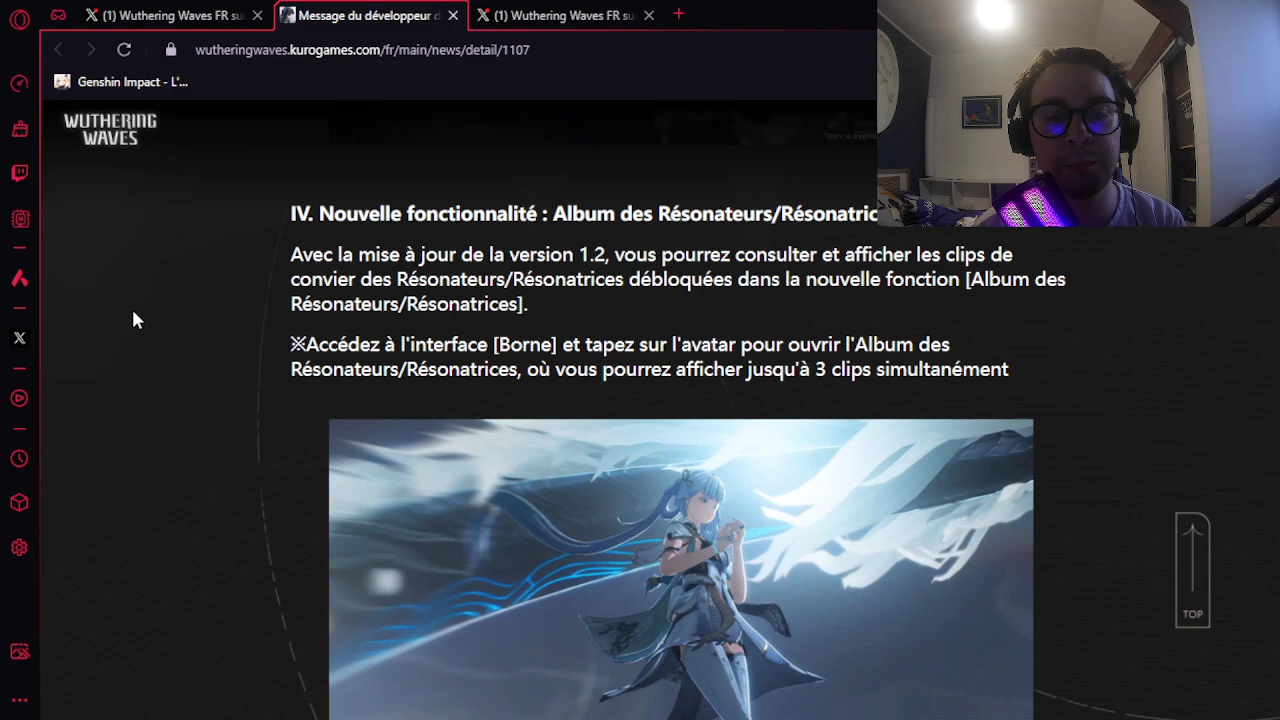 (1) Wuthering Waves FR su
Message du développeur d
(1) Wuthering Waves FR su
wutheringwaves.kurogames.com/fr/main/news/detail/1107
Genshin Impact - L'...
WUTHERING
WAVES
IV. Nouvelle fonctionnalité : Album des Résonateurs/Résonatric
Avec la mise à jour de la version 1.2, vous pourrez consulter et afficher les clips de
convier des Résonateurs/Résonatrices débloquées dans la nouvelle fonction [Album des
Résonateurs/Résonatrices].
※Accédez à l'interface [Borne] et tapez sur l'avatar pour ouvrir l'Album des
Résonateurs/Résonatrices, où vous pourrez afficher jusqu'à 3 clips simultanément
TOP